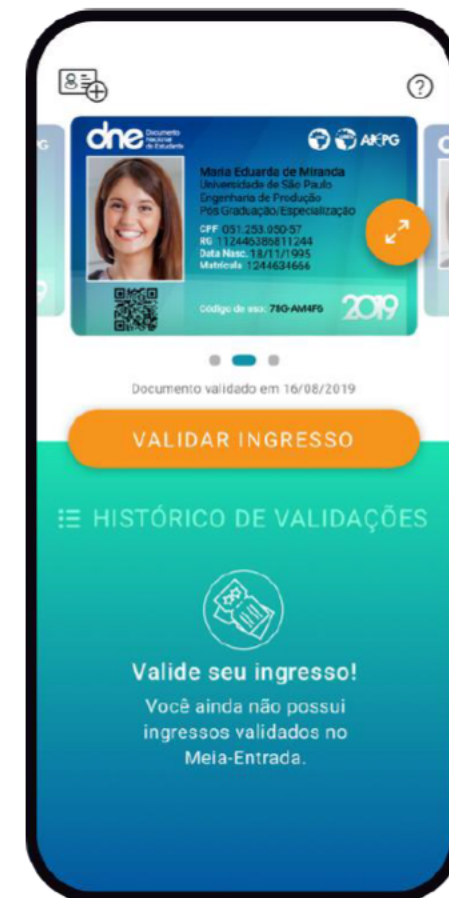 dne Documento
Nacional
do Estudante
Maria Eduarda de Miranda
Universidade de São Paulo
Engenharia de Produção
Pós Graduação/Especialização
CPF 051.253.050-57
RG 112445385811244
Data Nasc. 18/11/1995
Matrícula 1244634666
Código de uso: 78G-AM4F6 2019
Documento validado em 16/08/2019
VALIDAR INGRESSO
HISTÓRICO DE VALIDAÇÕES
Valide seu ingresso!
Você ainda não possui
ingressos validados no
Meia-Entrada.